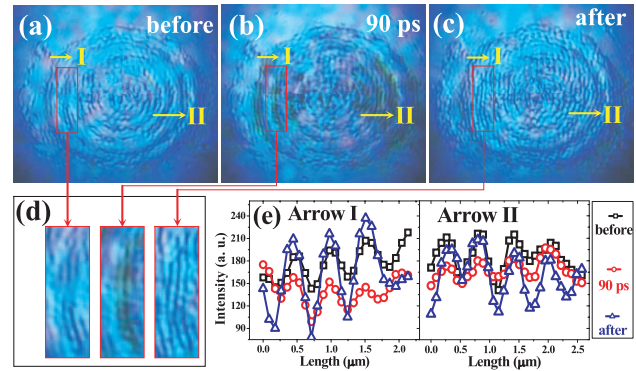 (a) before
(b) 90 ps
(c) after
I
I
I
II
II
II
(d)
(e) Arrow I
Arrow II
before
90 ps
after
Intensity (a. u.)
240
210
180
150
120
90
0.0 0.5 1.0 1.5 2.0
0.0 0.5 1.0 1.5 2.0 2.5
Length (μm)
Length (μm)